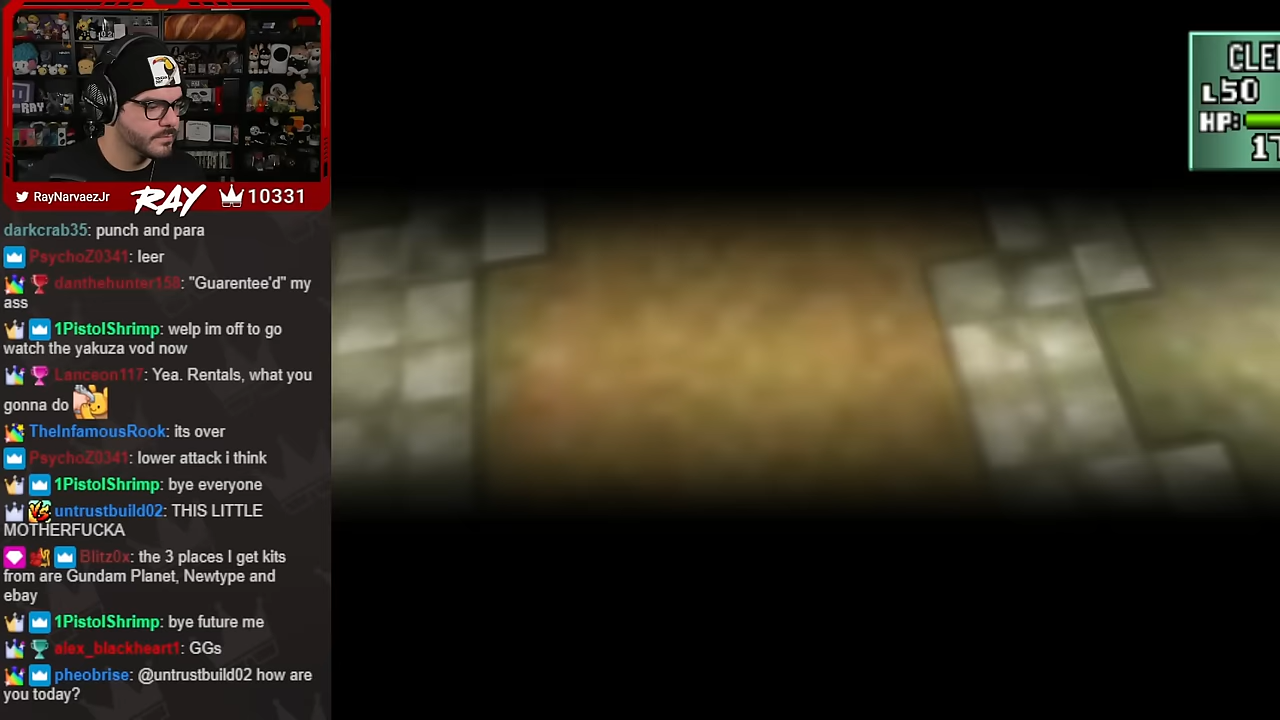 CLE
L50
HP:
17
RAY
RayNarvaezJr RAY 10331
darkcrab35: punch and para
PsychoZ0341: leer
danthehunter158: "Guarentee'd" my
ass
1PistolShrimp: welp im off to go
watch the yakuza vod now
Lanceon117: Yea. Rentals, what you
gonna do
TheInfamousRook: its over
PsychoZ0341: lower attack i think
1PistolShrimp: bye everyone
untrustbuild02: THIS LITTLE
MOTHERFUCKA
Blitz0x: the 3 places I get kits
from are Gundam Planet, Newtype and
ebay
1PistolShrimp: bye future me
alex_blackheart1: GGs
pheobrise: @untrustbuild02 how are
you today?